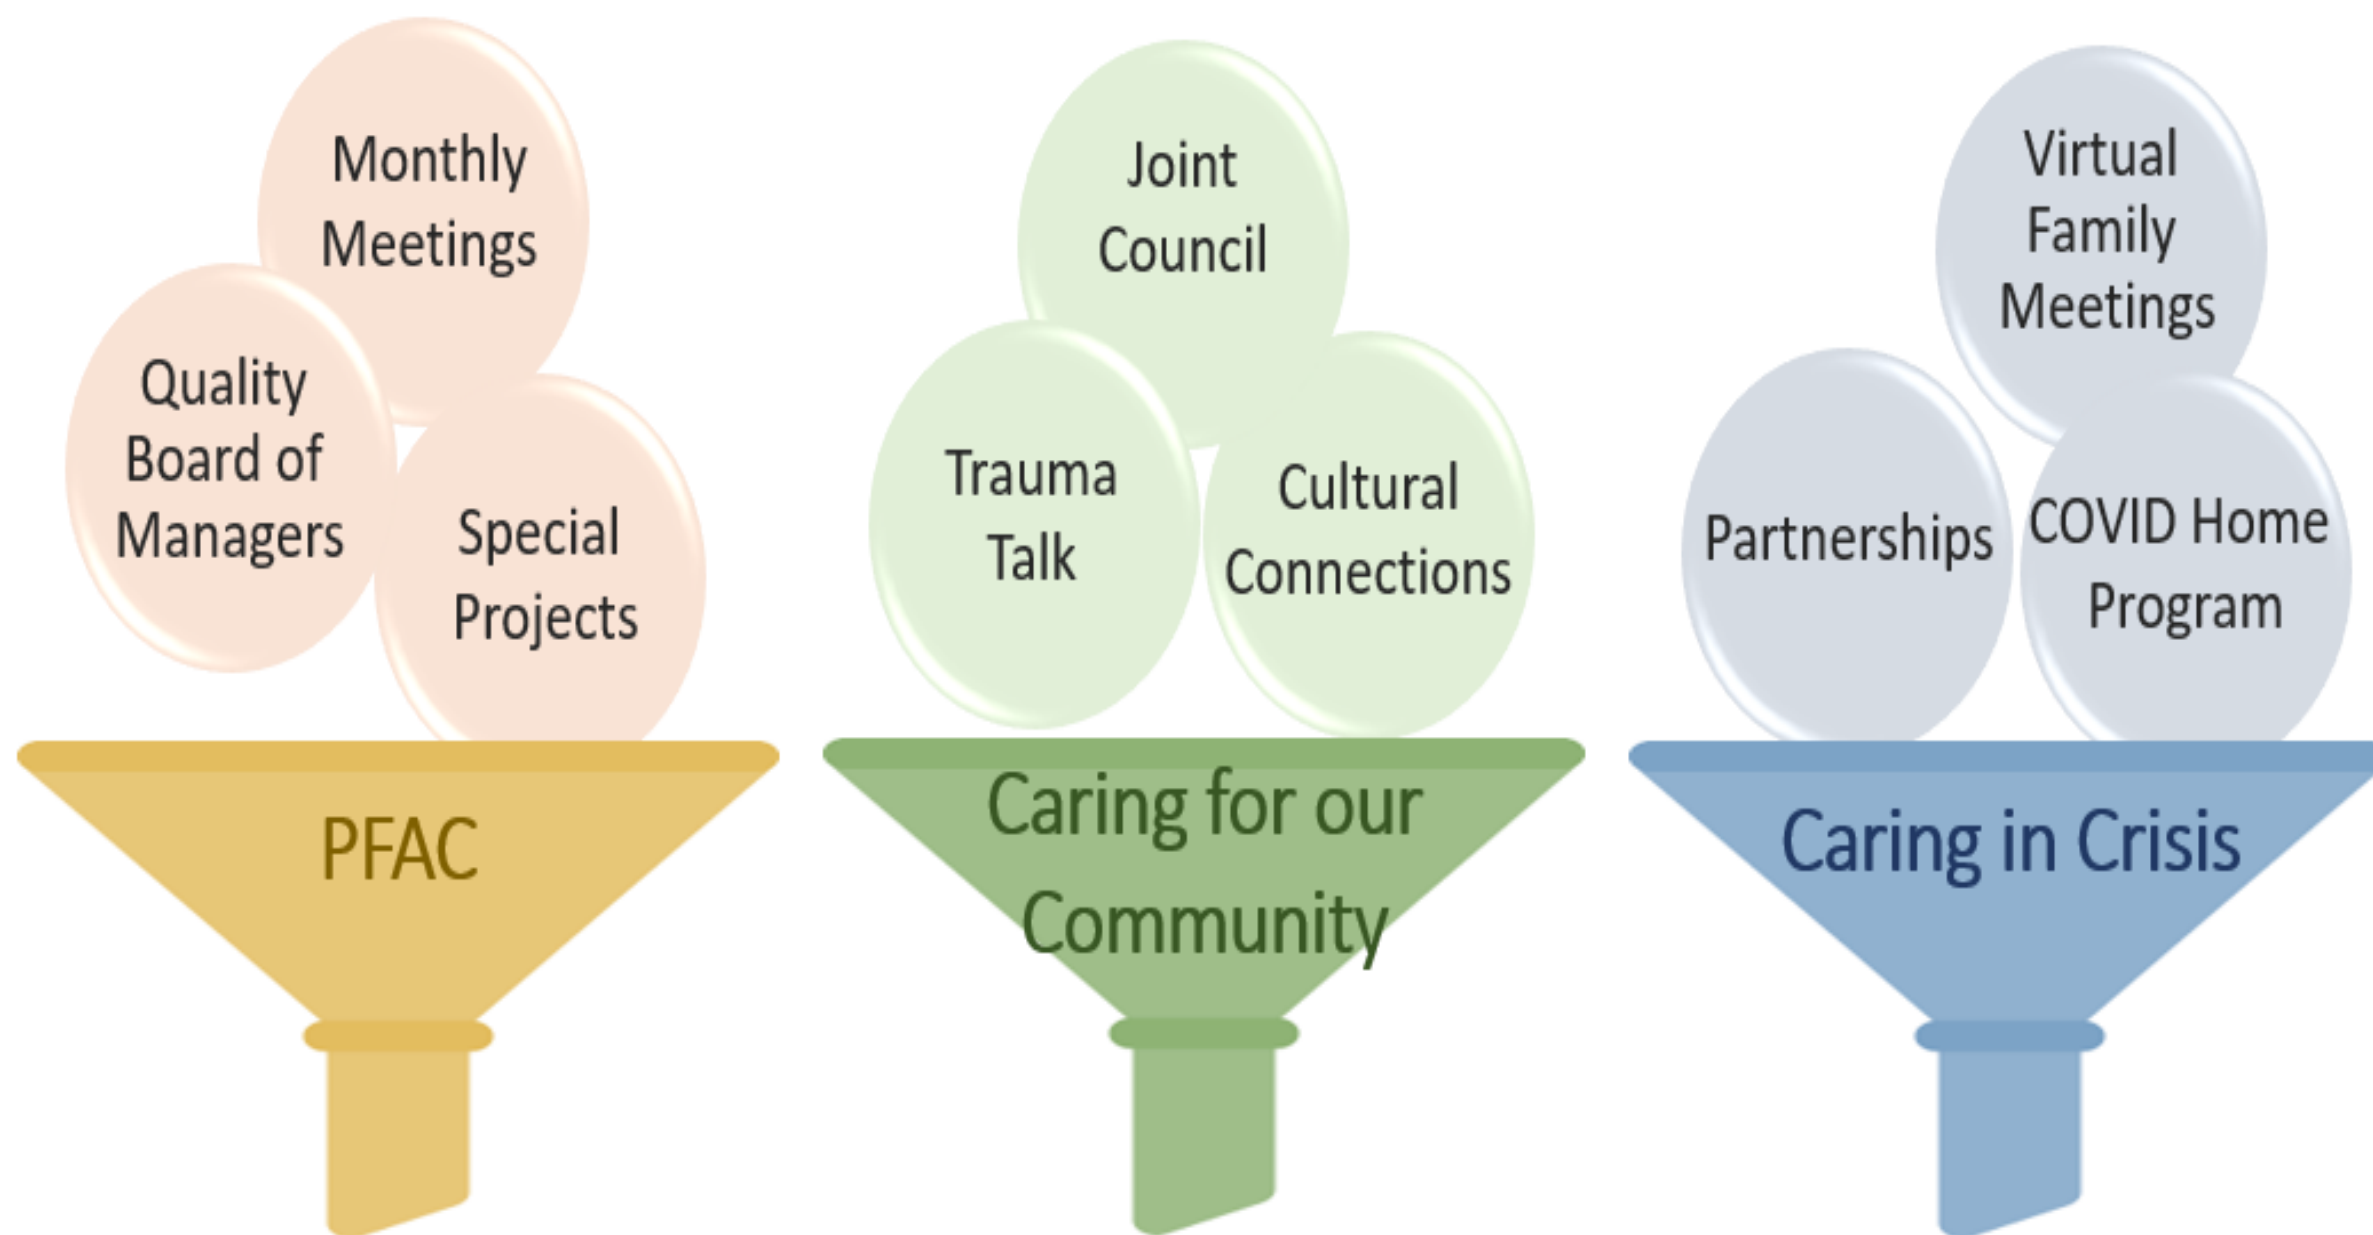 Monthly
Meetings
Quality
Board of
Managers
Special
Projects
PFAC
Joint
Council
Trauma
Talk
Cultural
Connections
Caring for our
Community
Virtual
Family
Meetings
Partnerships
COVID Home
Program
Caring in Crisis